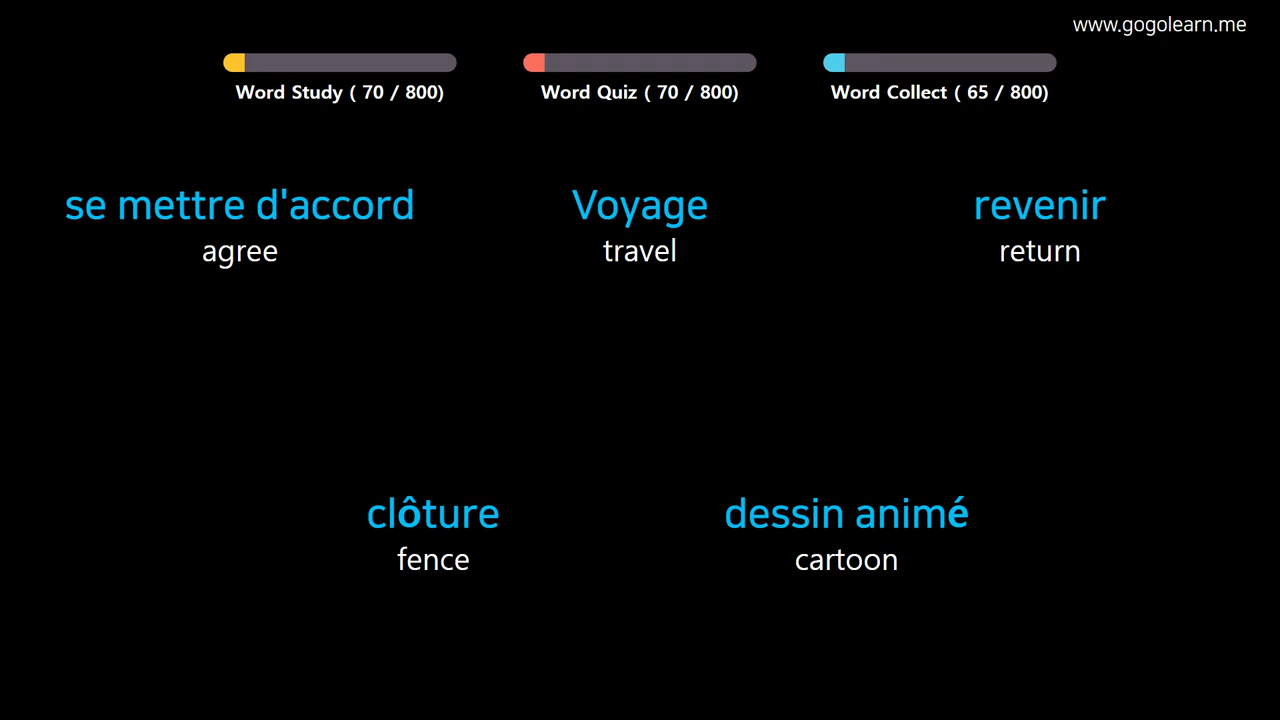 www.gogolearn.me
Word Study ( 70 / 800)
Word Quiz ( 70 / 800)
Word Collect ( 65 / 800)
se mettre d'accord
agree
Voyage
travel
revenir
return
clôture
fence
dessin animé
cartoon